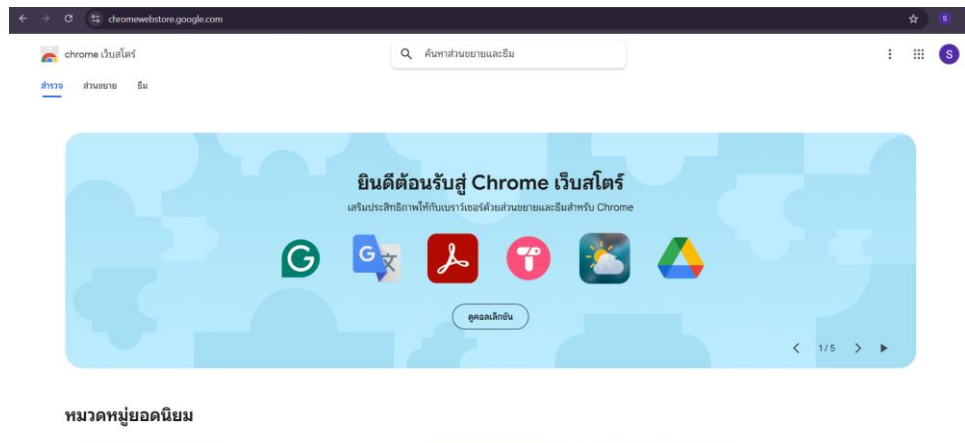 chromewebstore.google.com
S
chrome เว็บสโตร์
ค้นหาส่วนขยายและธีม
S
สำรวจ ส่วนขยาย ธีม
ยินดีต้อนรับสู่ Chrome เว็บสโตร์
เสริมประสิทธิภาพให้กับเบราว์เซอร์ด้วยส่วนขยายและธีมสำหรับ Chrome
G G 文 T
ดูคอลเล็กชัน
1/5
หมวดหมู่ยอดนิยม